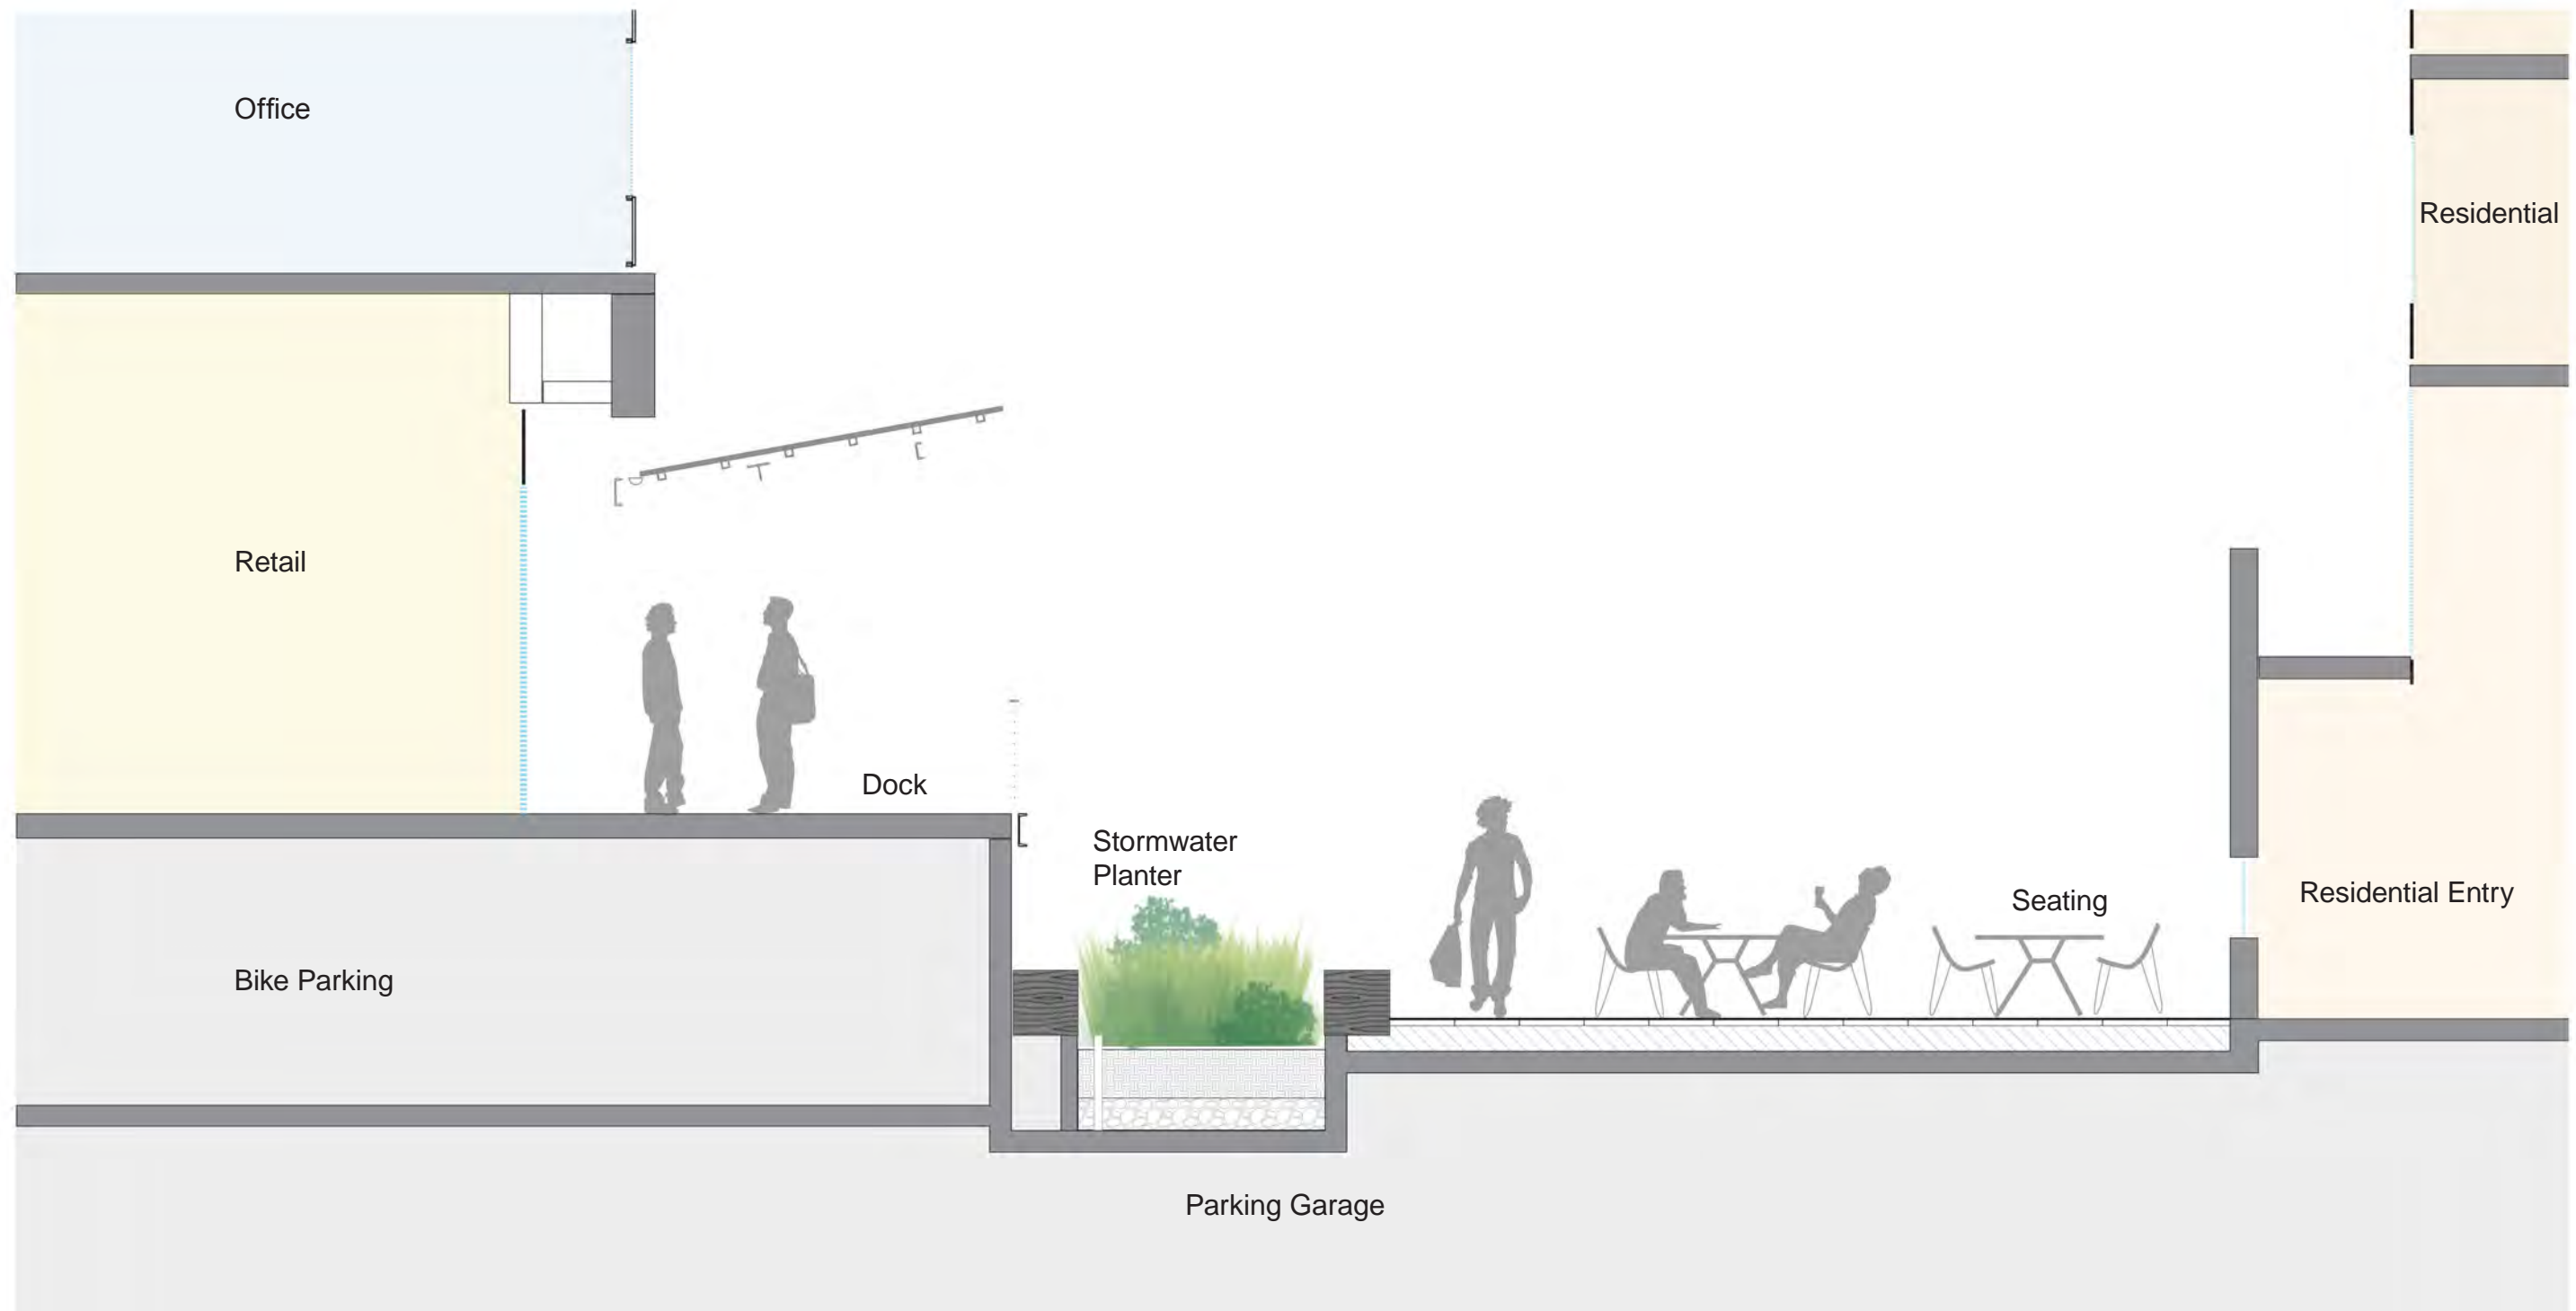 Office
Residential
Retail
Dock
Stormwater
Planter
Seating
Residential Entry
Bike Parking
Parking Garage